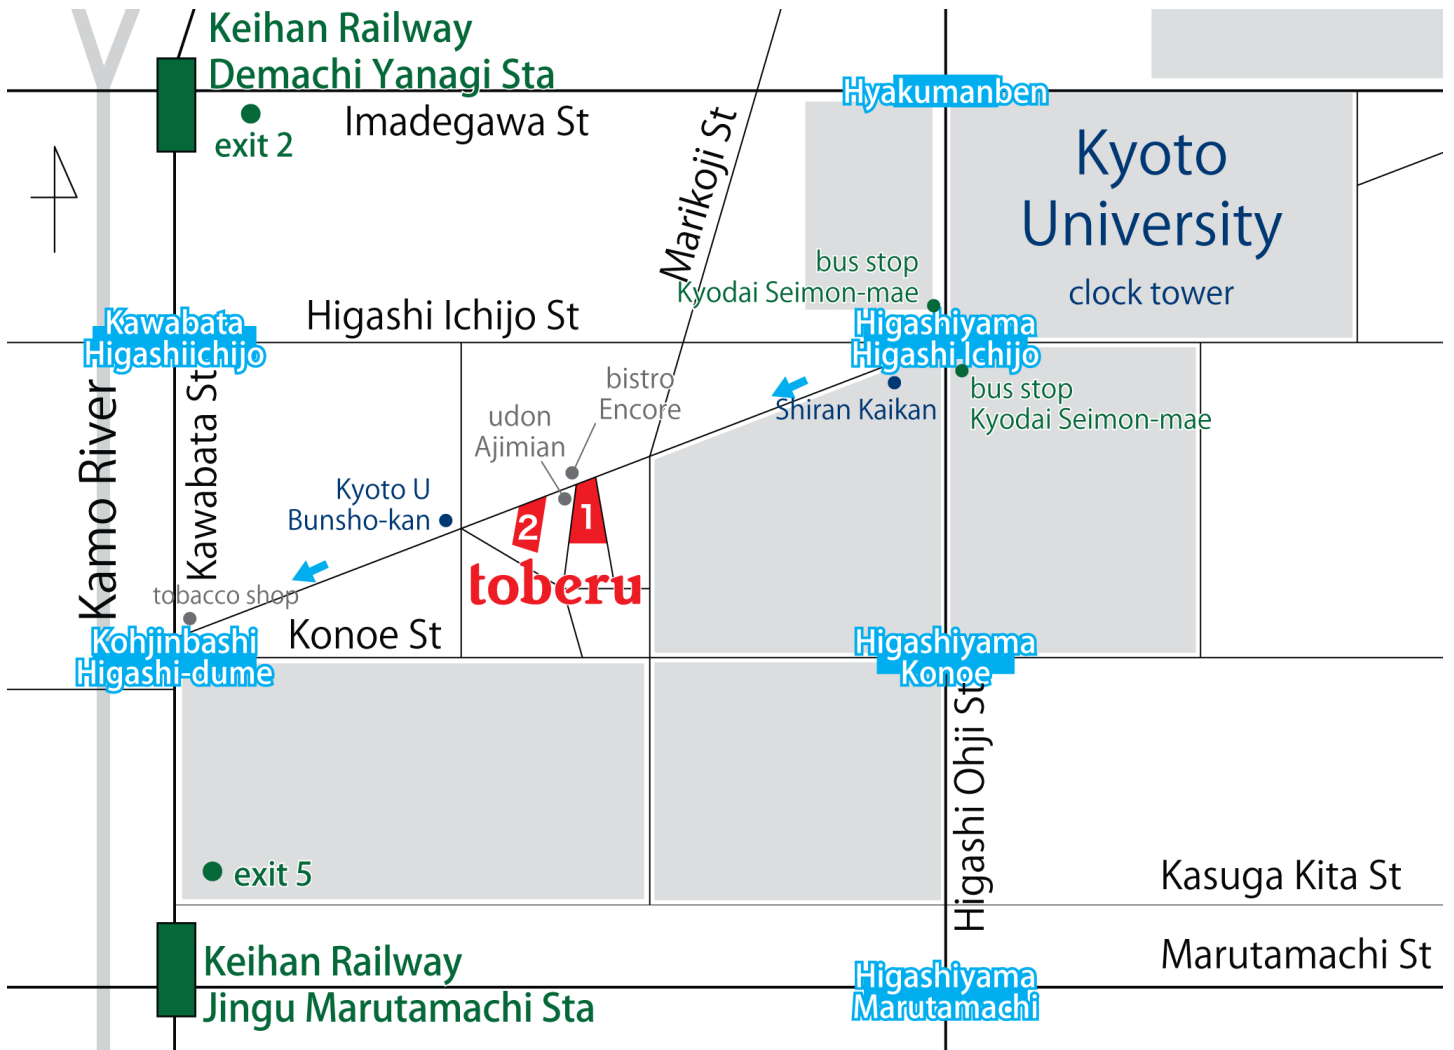 Keihan Railway
Demachi Yanagi Sta
exit 2
Imadegawa St
Marikoji St
Hyakumanben
Kyoto
University
clock tower
bus stop
Kyodai Seimon-mae
Higashi Ichijo St
Kawabata
Higashiichijo
Higashiyama
Higashi Ichijo
bus stop
Kyodai Seimon-mae
Shiran Kaikan
bistro
Encore
udon
Ajimian
Kamo River
Kawabata St
Kyoto U
Bunsho-kan
1
2
toberu
tobacco shop
Konoe St
Kohjinbashi
Higashi-dume
Higashiyama
Konoe
Higashi Ohji St
exit 5
Kasuga Kita St
Marutamachi St
Keihan Railway
Jingu Marutamachi Sta
Higashiyama
Marutamachi